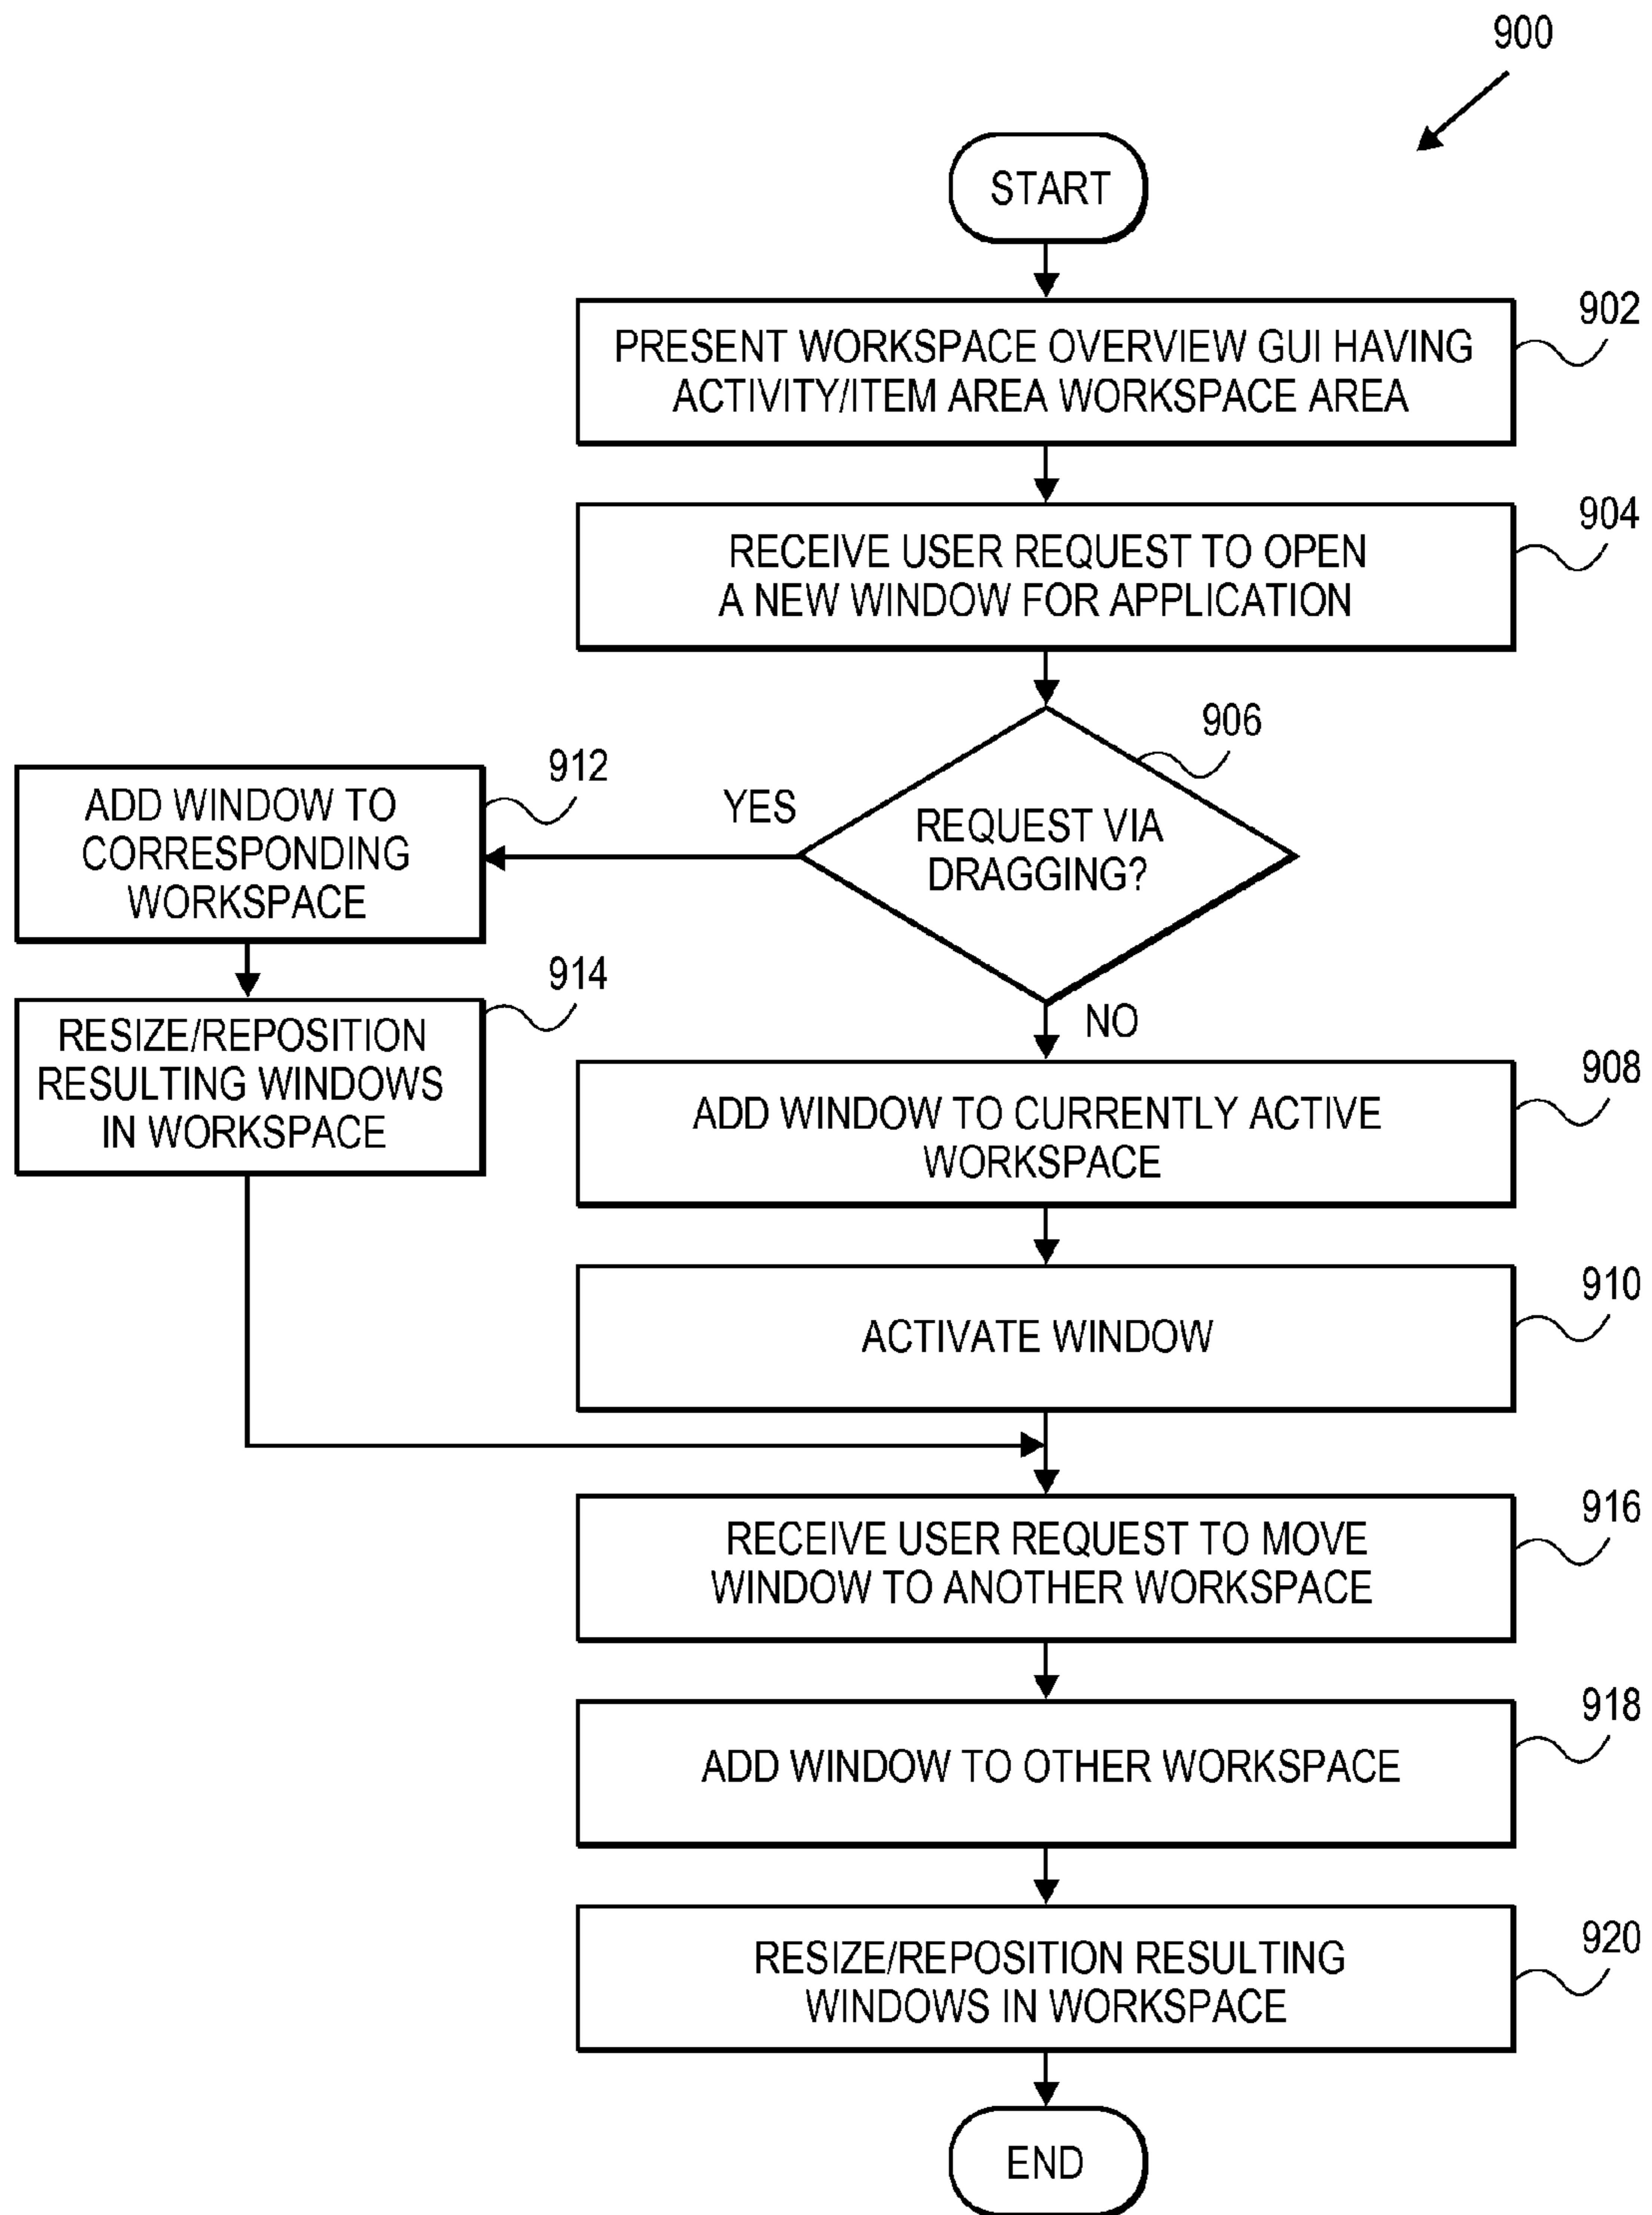 900
START
902
PRESENT WORKSPACE OVERVIEW GUI HAVING
ACTIVITY/ITEM AREA WORKSPACE AREA
904
RECEIVE USER REQUEST TO OPEN
A NEW WINDOW FOR APPLICATION
906
REQUEST VIA
DRAGGING?
YES
912
ADD WINDOW TO
CORRESPONDING
WORKSPACE
914
RESIZE/REPOSITION
RESULTING WINDOWS
IN WORKSPACE
NO
908
ADD WINDOW TO CURRENTLY ACTIVE
WORKSPACE
910
ACTIVATE WINDOW
916
RECEIVE USER REQUEST TO MOVE
WINDOW TO ANOTHER WORKSPACE
918
ADD WINDOW TO OTHER WORKSPACE
920
RESIZE/REPOSITION RESULTING
WINDOWS IN WORKSPACE
END